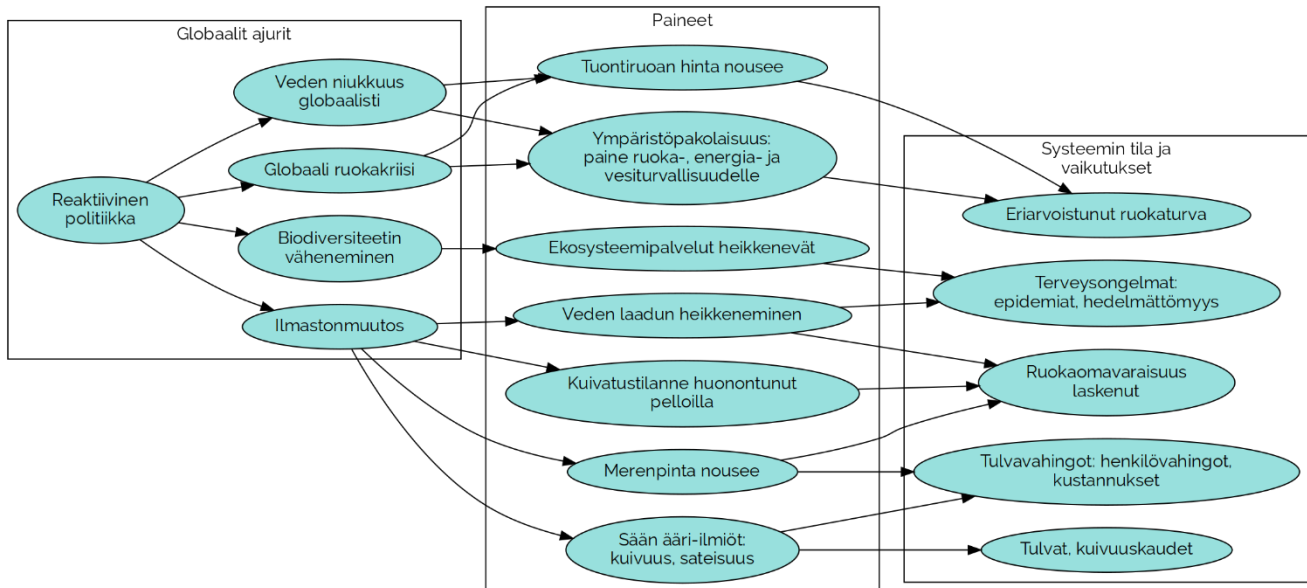 Globaalit ajurit
Reaktiivinen
politiikka
Veden niukkuus
globaalisti
Globaali ruokakriisi
Biodiversiteetin
väheneminen
Ilmastonmuutos
Paineet
Tuontiruoan hinta nousee
Ympäristöpakolaisuus:
paine ruoka-, energia- ja
vesiturvallisuudelle
Ekosysteemipalvelut heikkenevät
Veden laadun heikkeneminen
Kuivatustilanne huonontunut
pelloilla
Merenpinta nousee
Sään ääri-ilmiöt:
kuivuus, sateisuus
Systeemin tila ja
vaikutukset
Eriarvoistunut ruokaturva
Terveysongelmat:
epidemiat, hedelmättömyys
Ruokaomavaraisuus
laskenut
Tulvavahingot: henkilövahingot,
kustannukset
Tulvat, kuivuuskaudet